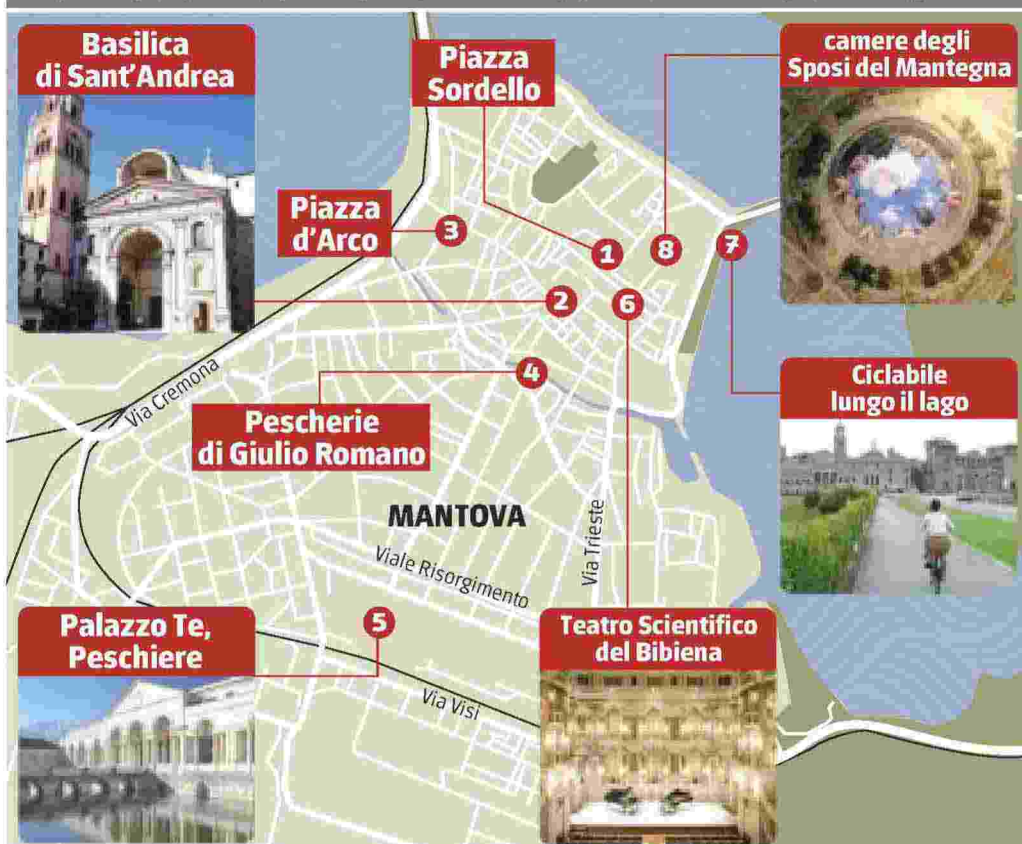 Basilica
di Sant'Andrea
Piazza
Sordello
camere degli
Sposi del Mantegna
Piazza
d'Arco
3
1
8
7
2
6
4
Ciclabile
lungo il lago
Via Cremona
Pescherie
di Giulio Romano
MANTOVA
Viale Risorgimento
Via Trieste
5
Palazzo Te,
Peschiere
Teatro Scientifico
del Bibiena
Via Visi